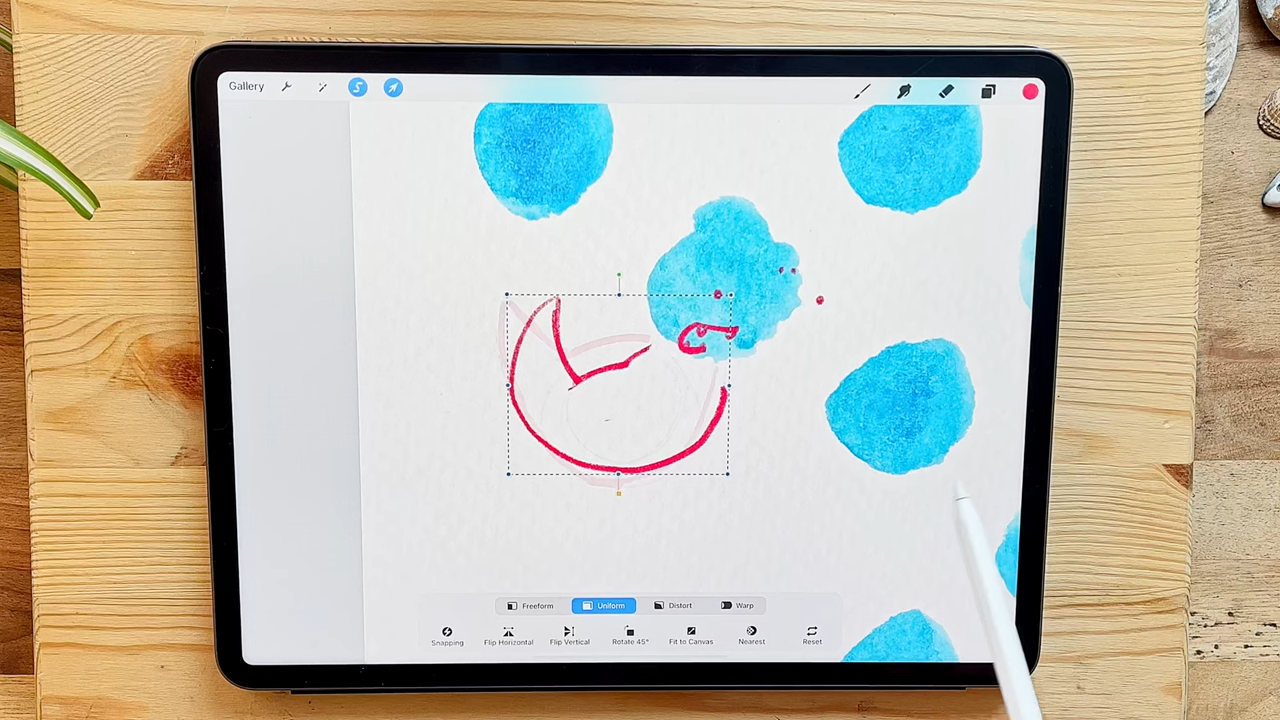 Gallery
Freeform Uniform Distort Warp
Snapping Flip Horizontal Flip Vertical Rotate 45° Fit to Canvas Nearest Reset